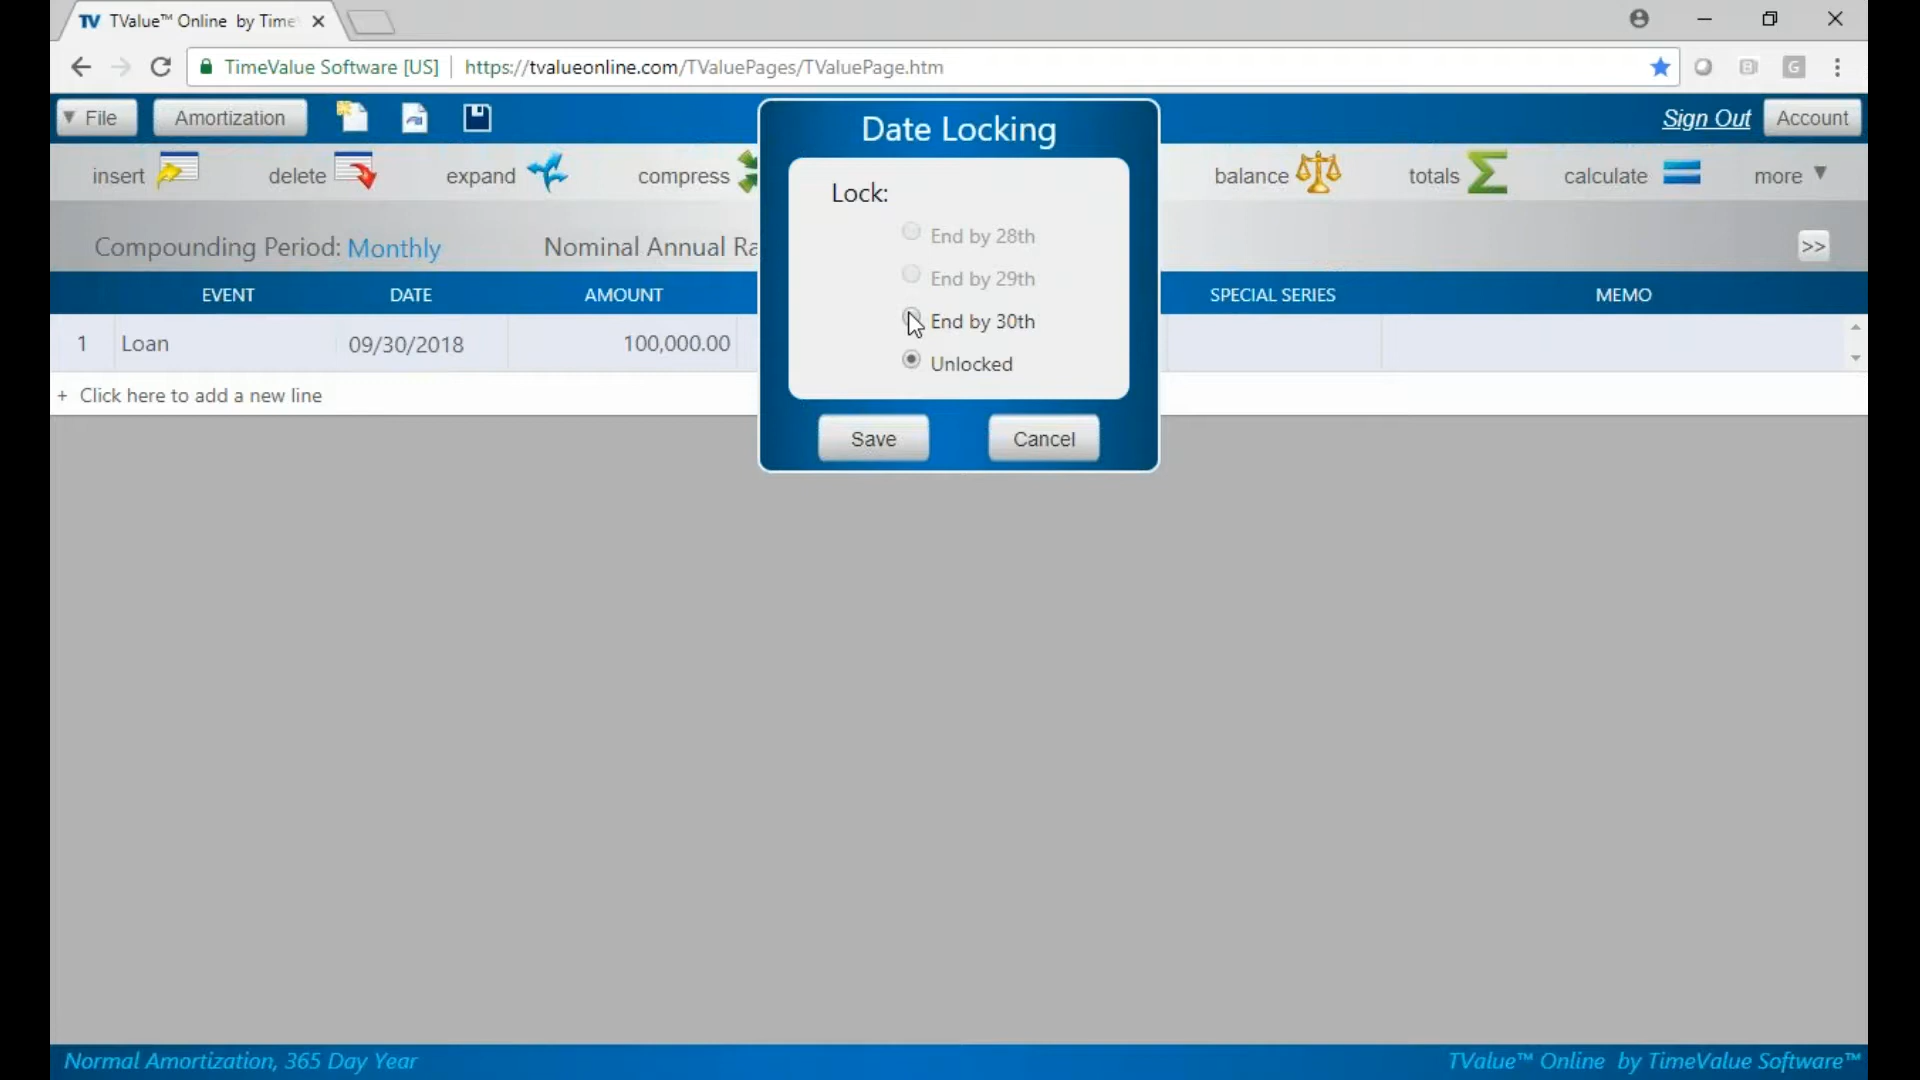 TV TValue™ Online by Time
TimeValue Software [US] https://tvalueonline.com/TValuePages/TValuePage.htm
File Amortization Date Locking Sign Out Account
insert delete expand compress balance totals calculate more
Lock:
End by 28th
Compounding Period: Monthly Nominal Annual Ra >>
End by 29th
EVENT DATE AMOUNT SPECIAL SERIES MEMO
End by 30th
1 Loan 09/30/2018 100,000.00
Unlocked
+ Click here to add a new line
Save Cancel
Normal Amortization, 365 Day Year TValue™ Online by TimeValue Software™